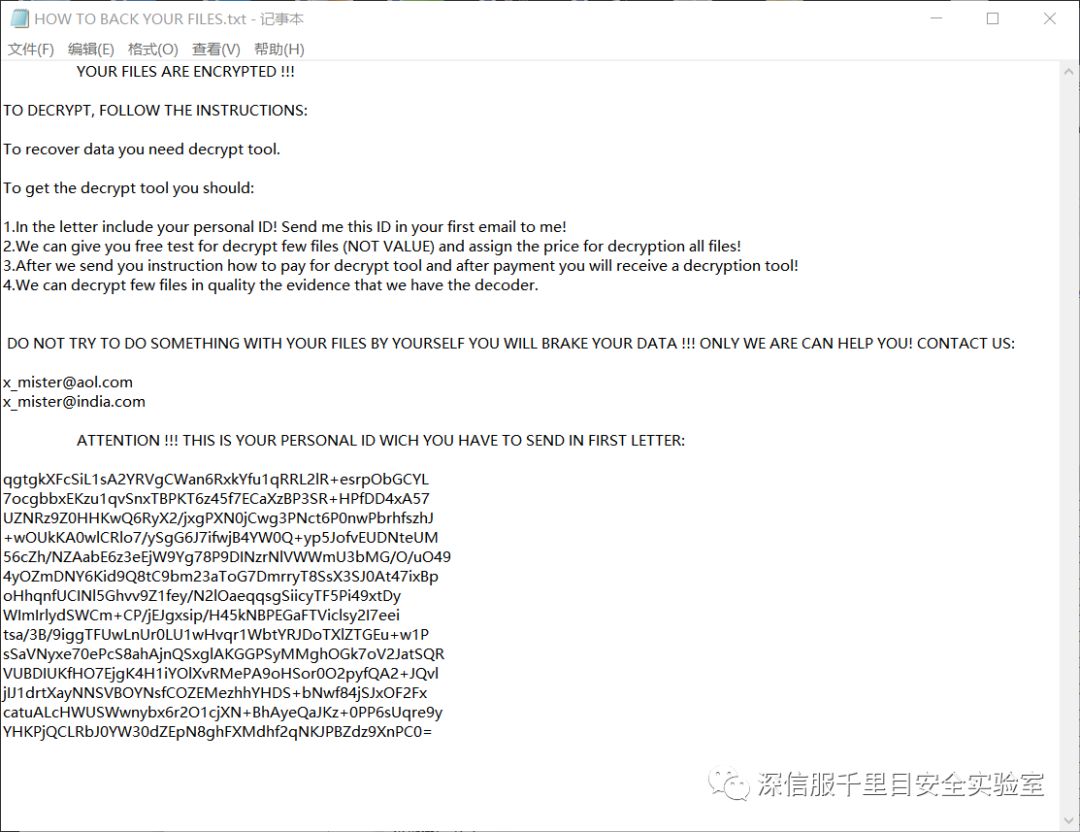 HOW TO BACK YOUR FILES.txt - 记事本
文件(F) 编辑(E) 格式(O) 查看(V) 帮助(H)
YOUR FILES ARE ENCRYPTED !!!
TO DECRYPT, FOLLOW THE INSTRUCTIONS:
To recover data you need decrypt tool.
To get the decrypt tool you should:
1.In the letter include your personal ID! Send me this ID in your first email to me!
2.We can give you free test for decrypt few files (NOT VALUE) and assign the price for decryption all files!
3.After we send you instruction how to pay for decrypt tool and after payment you will receive a decryption tool!
4.We can decrypt few files in quality the evidence that we have the decoder.
DO NOT TRY TO DO SOMETHING WITH YOUR FILES BY YOURSELF YOU WILL BRAKE YOUR DATA !!! ONLY WE ARE CAN HELP YOU! CONTACT US:
x_mister@aol.com
x_mister@india.com
ATTENTION !!! THIS IS YOUR PERSONAL ID WICH YOU HAVE TO SEND IN FIRST LETTER:
qgtgkXFcSiL1sA2YRVgCWan6RxkYfu1qRRL2lR+esrpObGCYL
7ocgbbxEKzu1qvSnxTBPKT6z45f7ECaXzBP3SR+HPfDD4xA57
UZNRz9Z0HHKwQ6RyX2/jxgPXN0jCwg3PNct6P0nwPbrhfszhJ
+wOUkKA0wlCRlo7/ySgG6J7ifwjB4YW0Q+yp5JofvEUDNteUM
56cZh/NZAabE6z3eEjW9Yg78P9DINzrNlVWWmU3bMG/O/uO49
4yOZmDNY6Kid9Q8tC9bm23aToG7DmrryT8SsX3SJ0At47ixBp
oHhqnfUCINl5Ghvv9Z1fey/N2lOaeqqsgSiicyTF5Pi49xtDy
WImIrlydSWCm+CP/jEJgxsip/H45kNBPEGaFTViclsy2I7eei
tsa/3B/9iggTFUwLnUr0LU1wHvqr1WbtYRJDoTXlZTGEu+w1P
sSaVNyxe70ePcS8ahAjnQSxglAKGGPSyMMghOGk7oV2JatSQR
VUBDIUKfHO7EjgK4H1iYOlXvRMePA9oHSor0O2pyfQA2+JQvl
jIJ1drtXayNNSVBOYNsfCOZEMezhhYHDS+bNwf84jSJxOF2Fx
catuALcHWUSWwnybx6r2O1cjXN+BhAyeQaJKz+0PP6sUqre9y
YHKPjQCLRbJ0YW30dZEpN8ghFXMdhf2qNKJPBZdz9XnPC0=
深信服千里目安全实验室